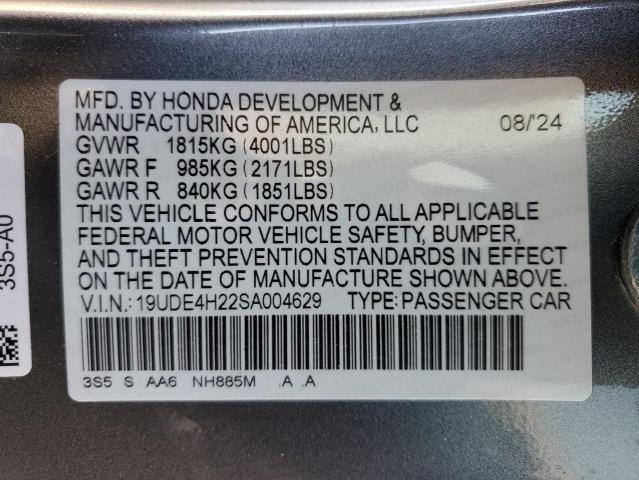 MFD. BY HONDA DEVELOPMENT &
MANUFACTURING OF AMERICA, LLC 08/24
GVWR 1815KG (4001LBS)
GAWR F 985KG (2171LBS)
GAWR R 840KG (1851LBS)
THIS VEHICLE CONFORMS TO ALL APPLICABLE
FEDERAL MOTOR VEHICLE SAFETY, BUMPER,
AND THEFT PREVENTION STANDARDS IN EFFECT
ON THE DATE OF MANUFACTURE SHOWN ABOVE.
V.I.N.: 19UDE4H22SA004629 TYPE: PASSENGER CAR
3S5 S AA6 NH885M .A .A
3S5-A0